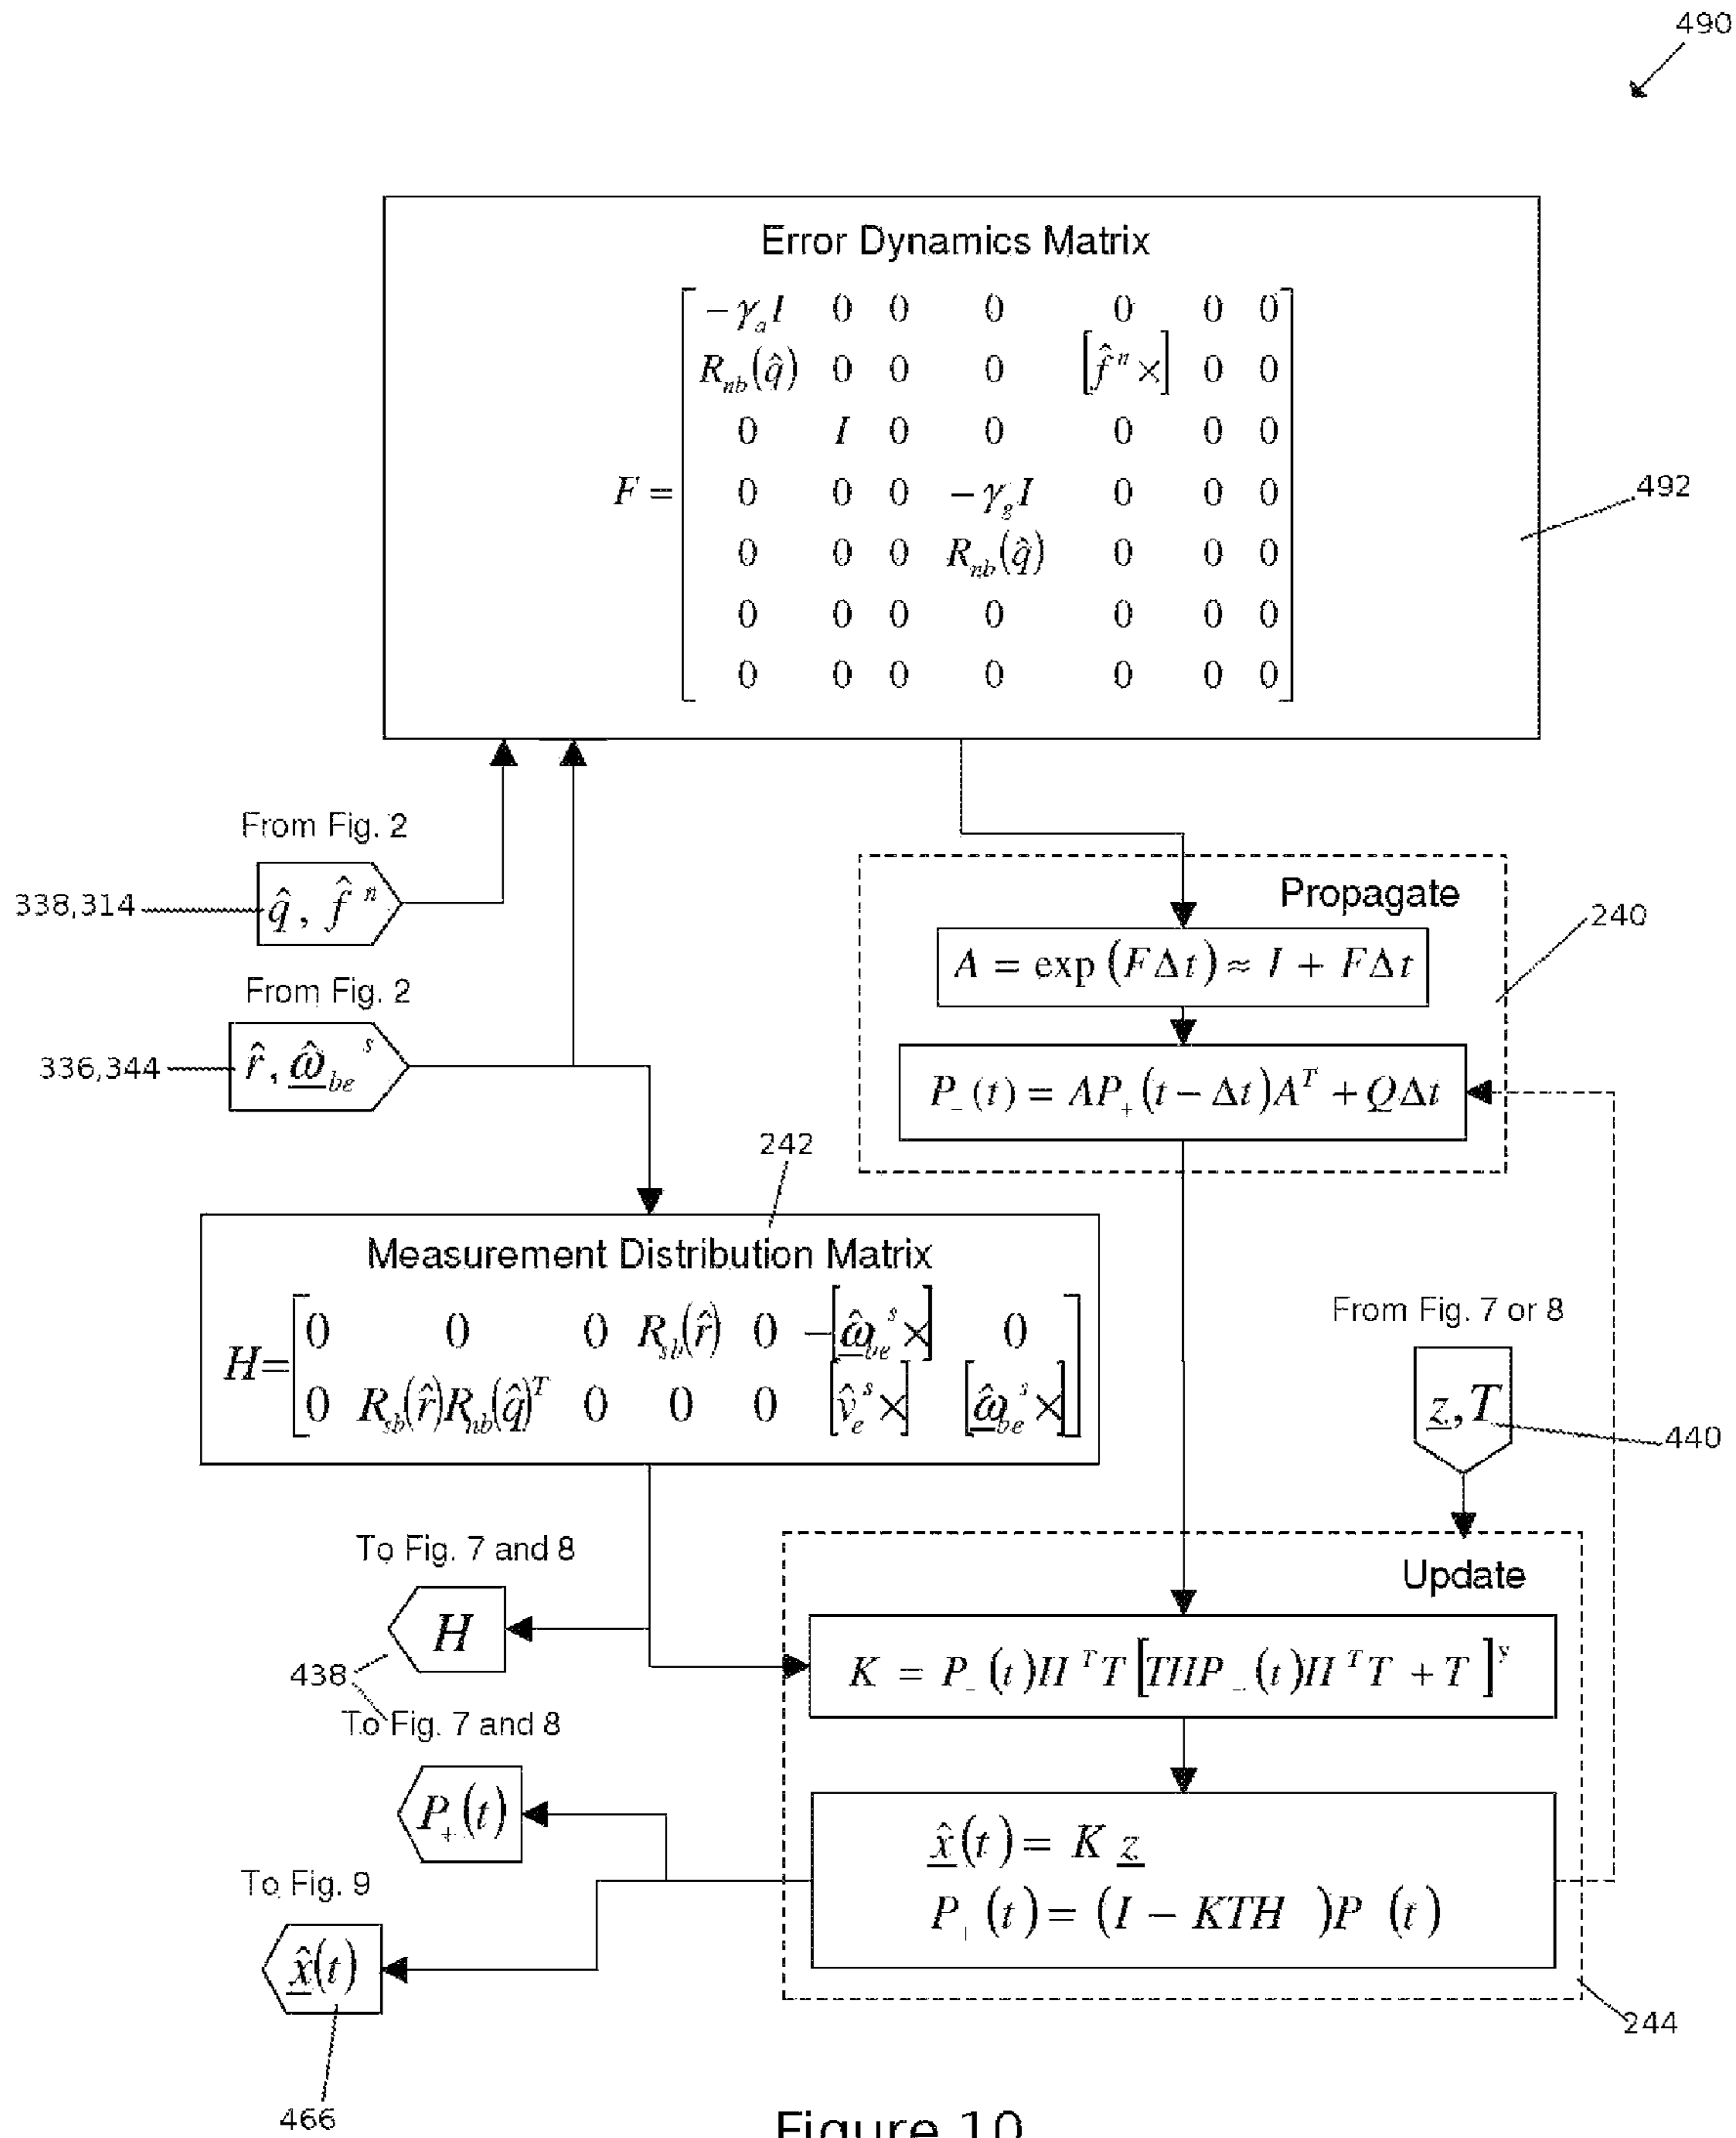 490
Error Dynamics Matrix
F =
-γ_a I 0 0 0 0 0 0
R_nb(q̂) 0 0 0 [f̂^n ×] 0 0
0 I 0 0 0 0 0
0 0 0 -γ_g I 0 0 0
0 0 0 R_nb(q̂) 0 0 0
0 0 0 0 0 0 0
0 0 0 0 0 0 0
492
From Fig. 2
338,314
q̂, f̂^n
From Fig. 2
336,344
r̂, ω̂_be^s
Propagate
240
A = exp (FΔt) ≈ I + FΔt
P_-(t) = AP_+(t - Δt)A^T + QΔt
242
Measurement Distribution Matrix
H=
0 0 0 R_sb(r̂) 0 -[ω̂_be^s ×] 0
0 R_sb(r̂)R_nb(q̂)^T 0 0 0 [v̂_e^s ×] [ω̂_be^s ×]
From Fig. 7 or 8
z, T
440
To Fig. 7 and 8
H
438
To Fig. 7 and 8
P_+(t)
To Fig. 9
x̂(t)
466
Update
K = P_-(t)H^T T[THP_-(t)H^T T + T]^y
x̂(t) = K z
P_+(t) = (I - KTH )P (t)
244
Figure 10